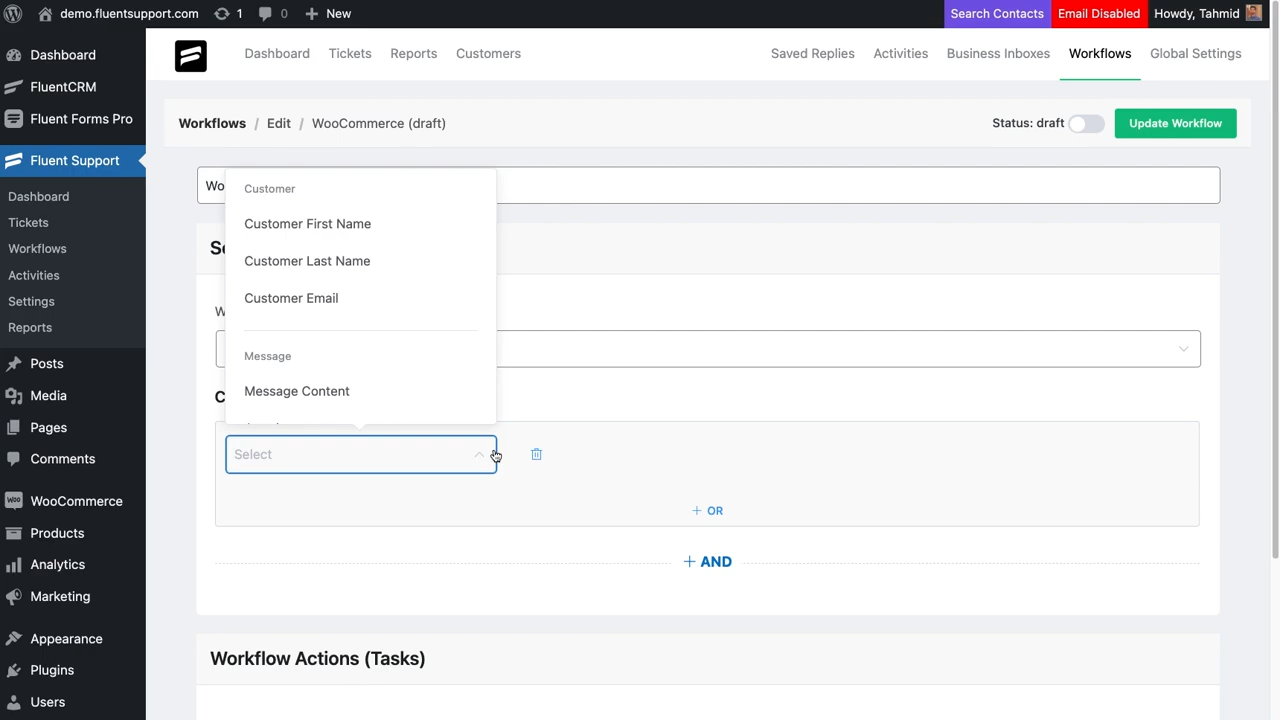 demo.fluentsupport.com
1
0
New
Search Contacts
Email Disabled
Howdy, Tahmid
Dashboard
FluentCRM
Fluent Forms Pro
Fluent Support
Dashboard
Tickets
Workflows
Activities
Settings
Reports
Posts
Media
Pages
Comments
Woo
WooCommerce
Products
Analytics
Marketing
Appearance
Plugins
Users
Dashboard
Tickets
Reports
Customers
Saved Replies
Activities
Business Inboxes
Workflows
Global Settings
Workflows / Edit / WooCommerce (draft)
Status: draft
Update Workflow
Wo
Customer
Customer First Name
Customer Last Name
Customer Email
Message
Message Content
Select
+ OR
+ AND
Workflow Actions (Tasks)